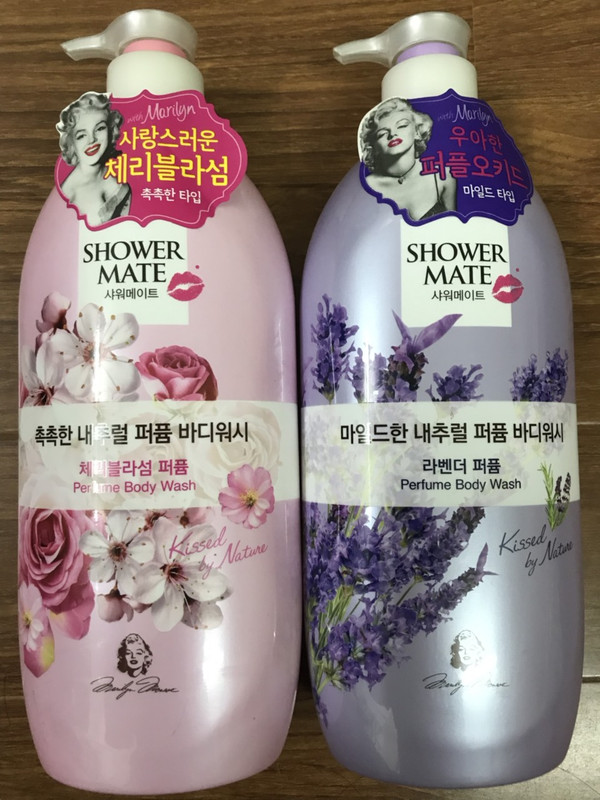 with Marilyn
사랑스러운
체리블라섬
촉촉한 타입
SHOWER
MATE
샤워메이트
촉촉한 내추럴 퍼퓸 바디워시
체리블라섬 퍼퓸
Perfume Body Wash
Kissed
by Nature
Marilyn Monroe
with Marilyn
우아한
퍼플오키드
마일드 타입
SHOWER
MATE
샤워메이트
마일드한 내추럴 퍼퓸 바디워시
라벤더 퍼퓸
Perfume Body Wash
Kissed
by Nature
Marilyn Monroe